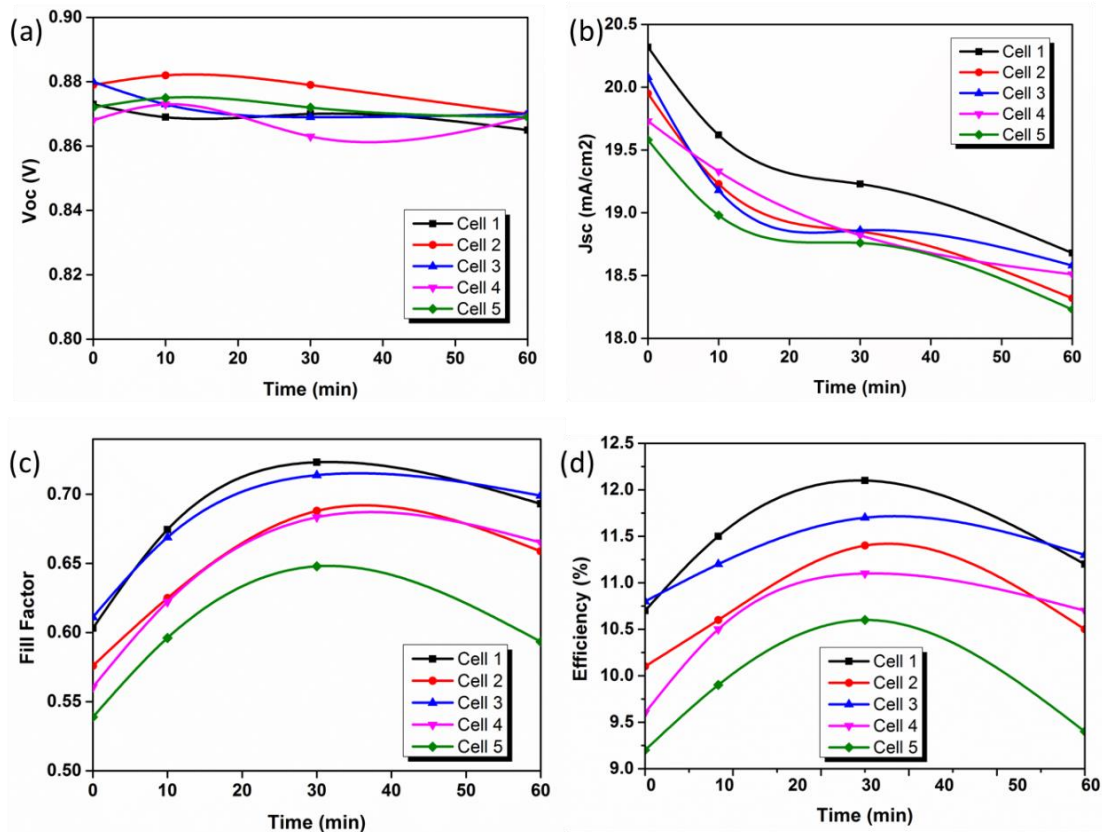 (a)
0.90
0.88
0.86
0.84
0.82
0.80
Voc (V)
Cell 1
Cell 2
Cell 3
Cell 4
Cell 5
0 10 20 30 40 50 60
Time (min)
(b)
20.5
20.0
19.5
19.0
18.5
18.0
Jsc (mA/cm2)
Cell 1
Cell 2
Cell 3
Cell 4
Cell 5
0 10 20 30 40 50 60
Time (min)
(c)
0.70
0.65
0.60
0.55
0.50
Fill Factor
Cell 1
Cell 2
Cell 3
Cell 4
Cell 5
0 10 20 30 40 50 60
Time (min)
(d)
12.5
12.0
11.5
11.0
10.5
10.0
9.5
9.0
Efficiency (%)
Cell 1
Cell 2
Cell 3
Cell 4
Cell 5
0 10 20 30 40 50 60
Time (min)